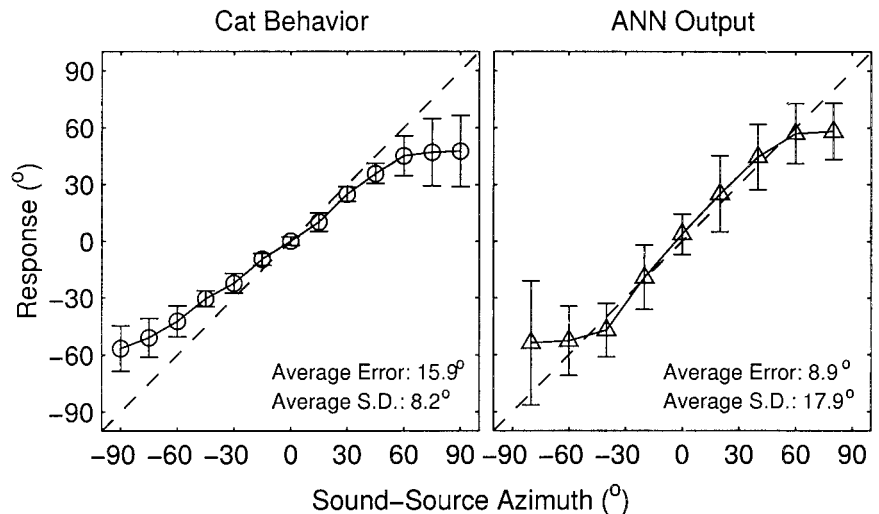 Cat Behavior
ANN Output
Response (°)
90
60
30
0
−30
−60
−90
Average Error: 15.9°
Average S.D.: 8.2°
Average Error: 8.9°
Average S.D.: 17.9°
−90 −60 −30 0 30 60 90 −90 −60 −30 0 30 60 90
Sound−Source Azimuth (°)